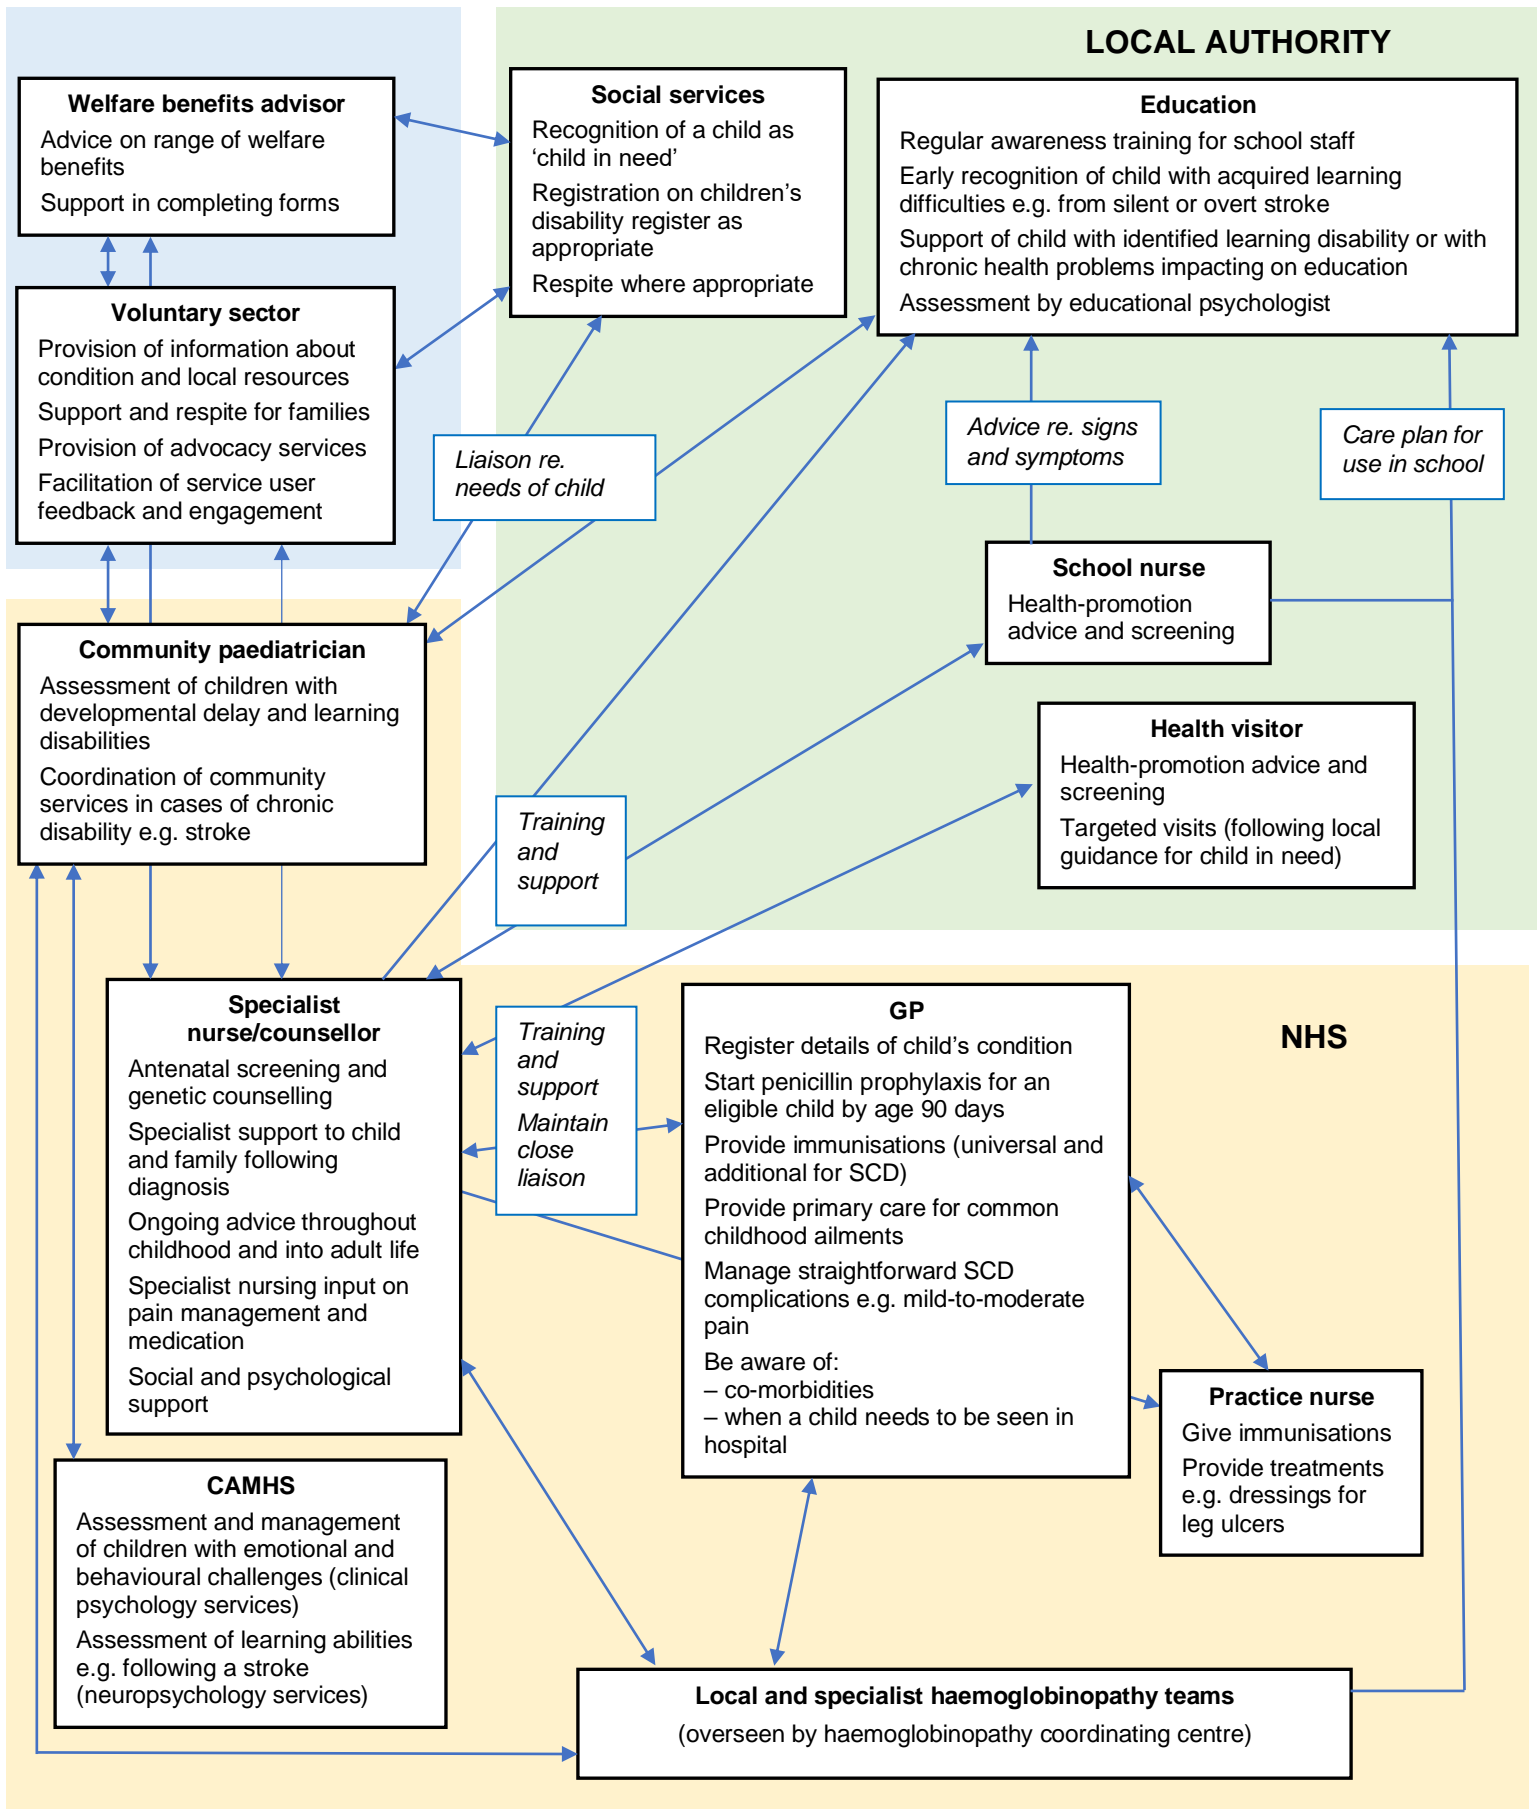 LOCAL AUTHORITY
Welfare benefits advisor
Advice on range of welfare
benefits
Support in completing forms
Social services
Recognition of a child as
‘child in need’
Registration on children’s
disability register as
appropriate
Respite where appropriate
Education
Regular awareness training for school staff
Early recognition of child with acquired learning
difficulties e.g. from silent or overt stroke
Support of child with identified learning disability or with
chronic health problems impacting on education
Assessment by educational psychologist
Voluntary sector
Provision of information about
condition and local resources
Support and respite for families
Provision of advocacy services
Facilitation of service user
feedback and engagement
Liaison re.
needs of child
Advice re. signs
and symptoms
Care plan for
use in school
School nurse
Health-promotion
advice and screening
Community paediatrician
Assessment of children with
developmental delay and learning
disabilities
Coordination of community
services in cases of chronic
disability e.g. stroke
Health visitor
Health-promotion advice and
screening
Targeted visits (following local
guidance for child in need)
Training
and
support
Specialist
nurse/counsellor
Antenatal screening and
genetic counselling
Specialist support to child
and family following
diagnosis
Ongoing advice throughout
childhood and into adult life
Specialist nursing input on
pain management and
medication
Social and psychological
support
Training
and
support
Maintain
close
liaison
GP
Register details of child’s condition
Start penicillin prophylaxis for an
eligible child by age 90 days
Provide immunisations (universal and
additional for SCD)
Provide primary care for common
childhood ailments
Manage straightforward SCD
complications e.g. mild-to-moderate
pain
Be aware of:
– co-morbidities
– when a child needs to be seen in
hospital
NHS
Practice nurse
Give immunisations
Provide treatments
e.g. dressings for
leg ulcers
CAMHS
Assessment and management
of children with emotional and
behavioural challenges (clinical
psychology services)
Assessment of learning abilities
e.g. following a stroke
(neuropsychology services)
Local and specialist haemoglobinopathy teams
(overseen by haemoglobinopathy coordinating centre)